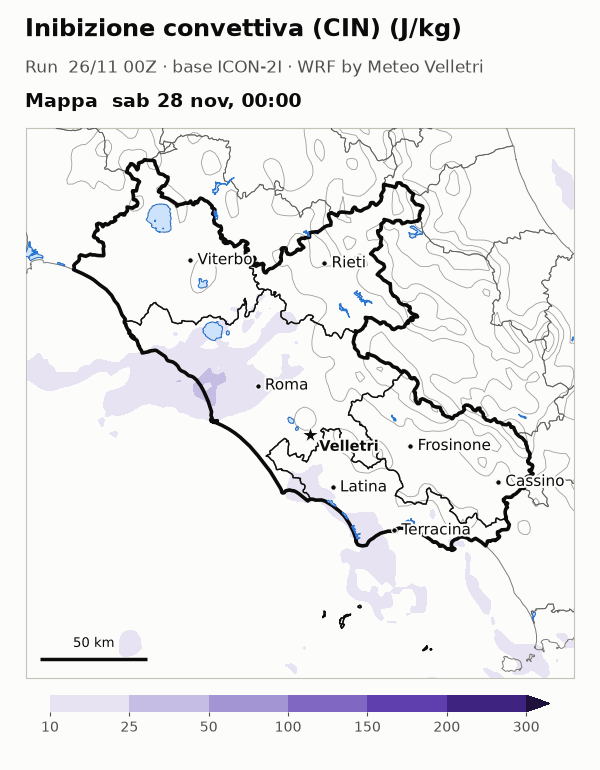 Inibizione convettiva (CIN) (J/kg)
Run 26/11 00Z · base ICON-2I · WRF by Meteo Velletri
Mappa sab 28 nov, 00:00
Viterbo
Rieti
Roma
Velletri
Frosinone
Cassino
Latina
Terracina
50 km
10 25 50 100 150 200 300